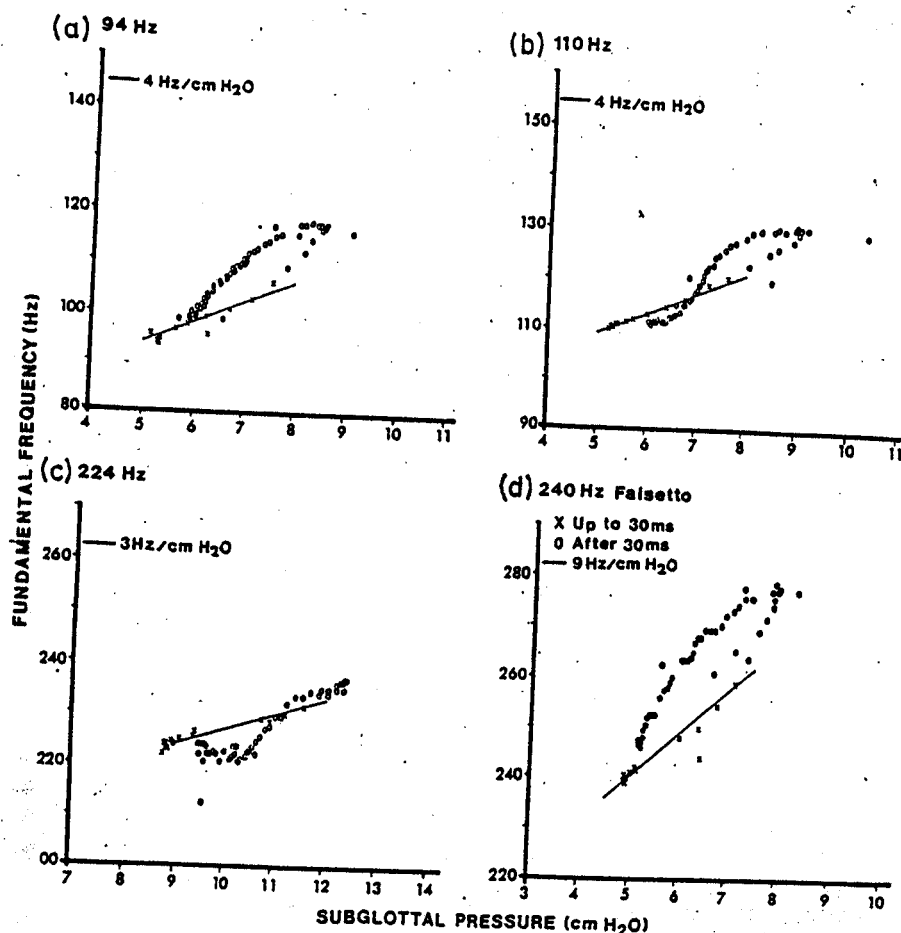 (a) 94 Hz
4 Hz/cm H2O
140
120
100
80
4 5 6 7 8 9 10 11
(b) 110 Hz
4 Hz/cm H2O
150
130
110
90
4 5 6 7 8 9 10 11
FUNDAMENTAL FREQUENCY (Hz)
(c) 224 Hz
3Hz/cm H2O
260
240
220
00
7 8 9 10 11 12 13 14
(d) 240 Hz Falsetto
X Up to 30ms
0 After 30ms
9Hz/cm H2O
280
260
240
220
3 4 5 6 7 8 9 10
SUBGLOTTAL PRESSURE (cm H2O)